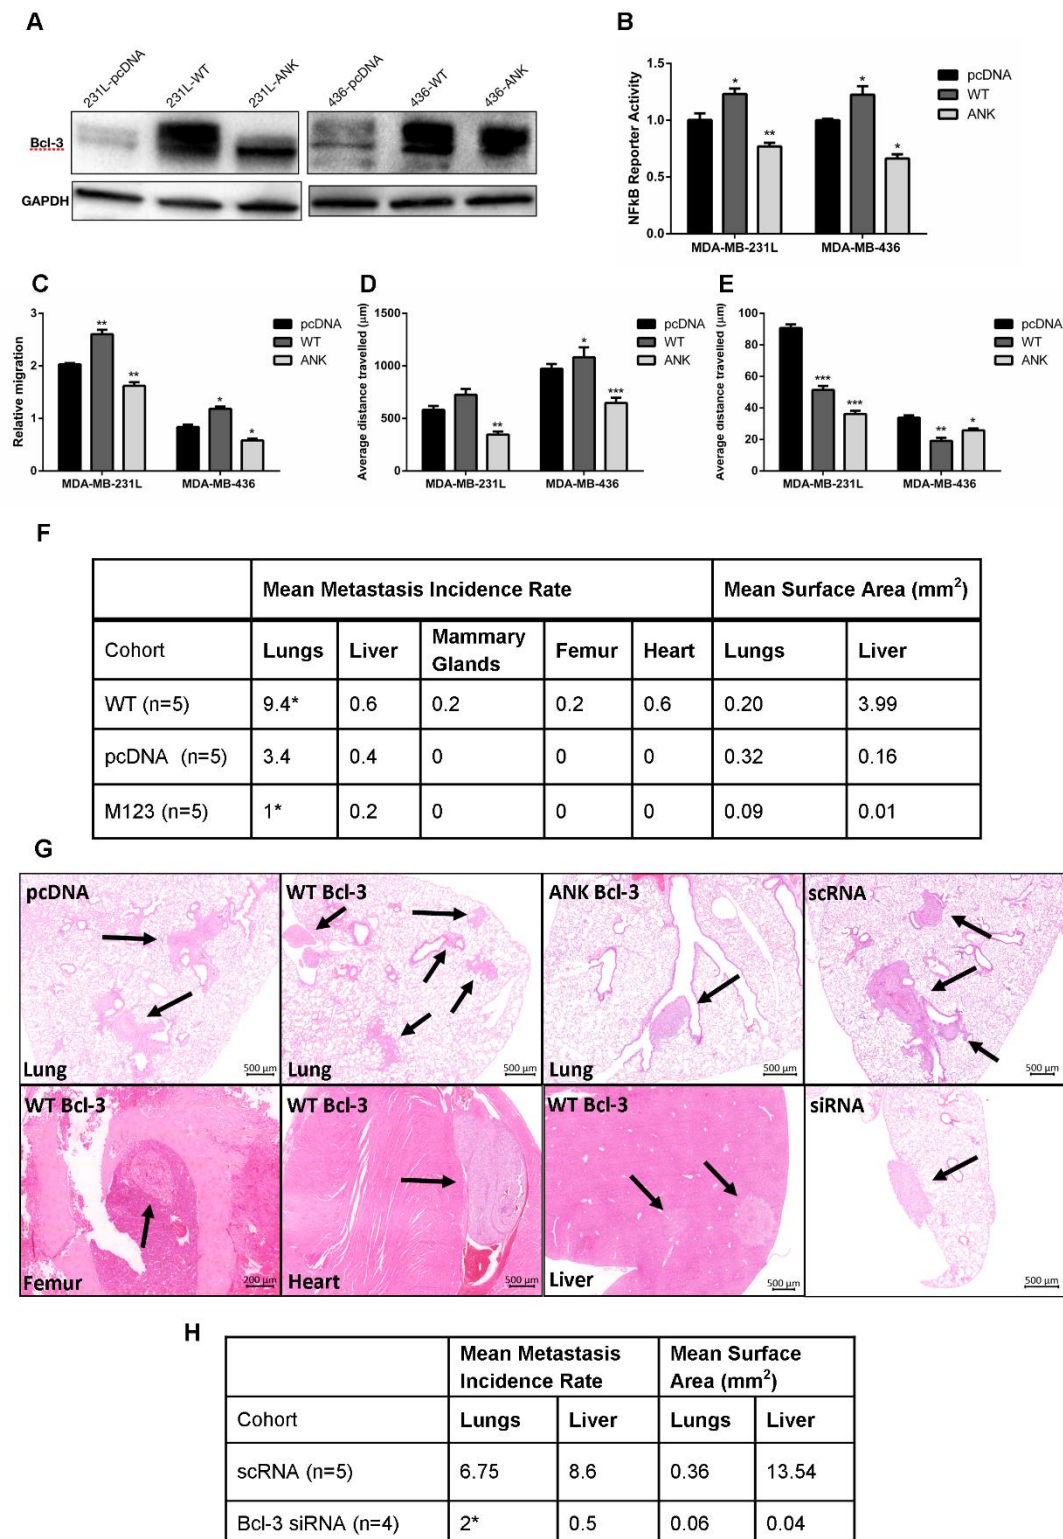 A
231L-pcDNA
231L-WT
231L-ANK
436-pcDNA
436-WT
436-ANK
Bcl-3
GAPDH
B
NFkB Reporter Activity
1.5
1.0
0.5
0.0
*
**
*
*
MDA-MB-231L
MDA-MB-436
pcDNA
WT
ANK
C
Relative migration
3
2
1
0
**
**
*
*
MDA-MB-231L
MDA-MB-436
pcDNA
WT
ANK
D
Average distance travelled (µm)
1500
1000
500
0
**
*
***
MDA-MB-231L
MDA-MB-436
pcDNA
WT
ANK
E
Average distance travelled (µm)
100
80
60
40
20
0
***
***
**
*
MDA-MB-231L
MDA-MB-436
pcDNA
WT
ANK
F
Mean Metastasis Incidence Rate Mean Surface Area (mm²)
Cohort Lungs Liver Mammary Glands Femur Heart Lungs Liver
WT (n=5) 9.4* 0.6 0.2 0.2 0.6 0.20 3.99
pcDNA (n=5) 3.4 0.4 0 0 0 0.32 0.16
M123 (n=5) 1* 0.2 0 0 0 0.09 0.01
G
pcDNA
Lung
500 µm
WT Bcl-3
Lung
500 µm
ANK Bcl-3
Lung
500 µm
scRNA
500 µm
WT Bcl-3
Femur
200 µm
WT Bcl-3
Heart
500 µm
WT Bcl-3
Liver
500 µm
siRNA
500 µm
H
Mean Metastasis Incidence Rate Mean Surface Area (mm²)
Cohort Lungs Liver Lungs Liver
scRNA (n=5) 6.75 8.6 0.36 13.54
Bcl-3 siRNA (n=4) 2* 0.5 0.06 0.04